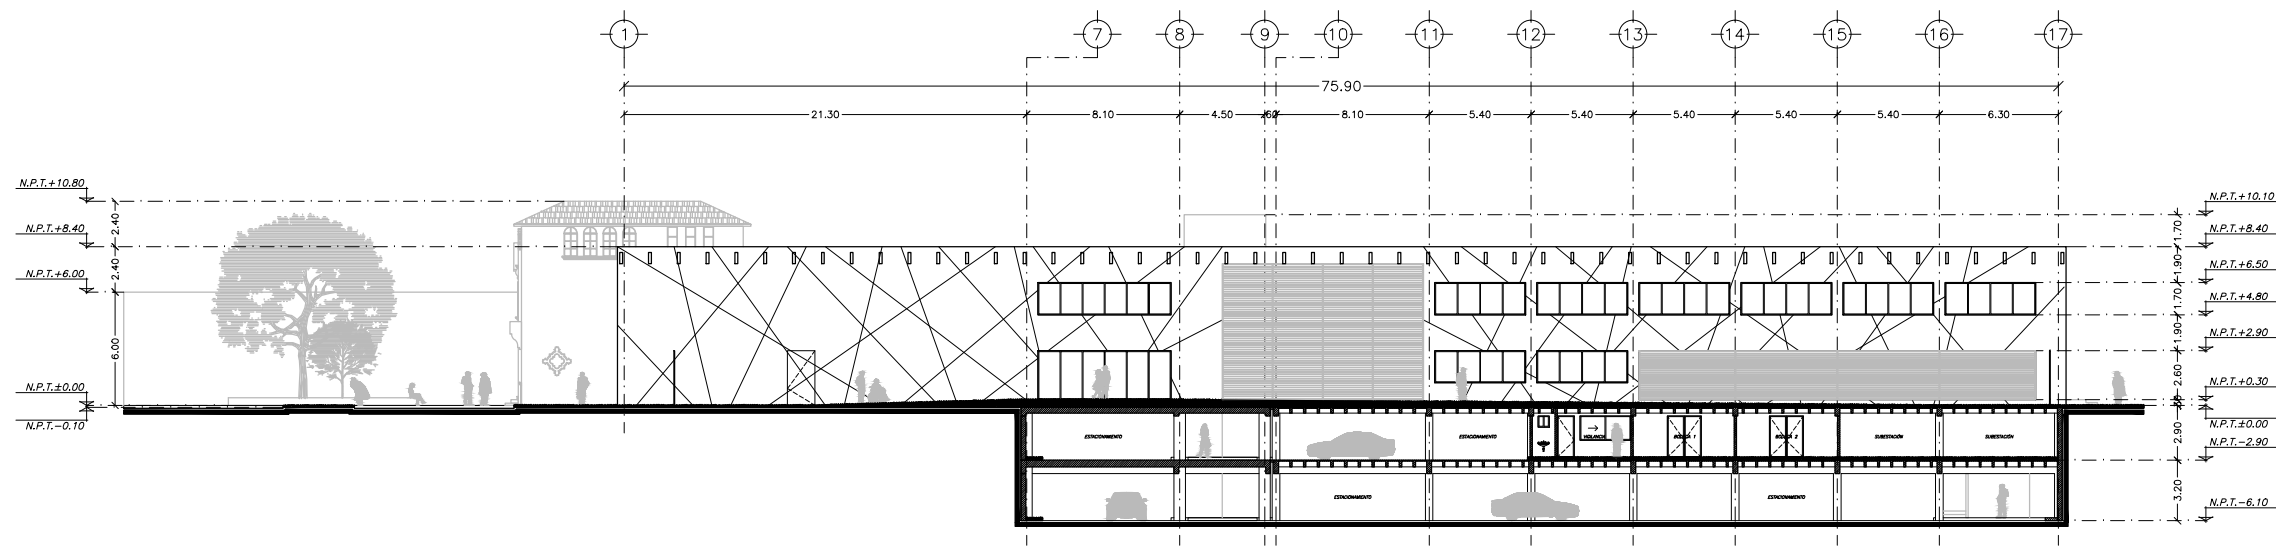 1 7 8 9 10 11 12 13 14 15 16 17
75.90
21.30 8.10 4.50 .60 8.10 5.40 5.40 5.40 5.40 5.40 6.30
N.P.T.+10.80
2.40
N.P.T.+8.40
2.40
N.P.T.+6.00
6.00
N.P.T.±0.00
N.P.T.-0.10
N.P.T.+10.10
1.70
N.P.T.+8.40
1.90
N.P.T.+6.50
1.70
N.P.T.+4.80
1.90
N.P.T.+2.90
2.60
N.P.T.+0.30
N.P.T.±0.00
2.90
N.P.T.-2.90
3.20
N.P.T.-6.10
ESTACIONAMIENTO ESTACIONAMIENTO VIGILANCIA BODEGA 1 BODEGA 2 SUBESTACIÓN SUBESTACIÓN
ESTACIONAMIENTO ESTACIONAMIENTO